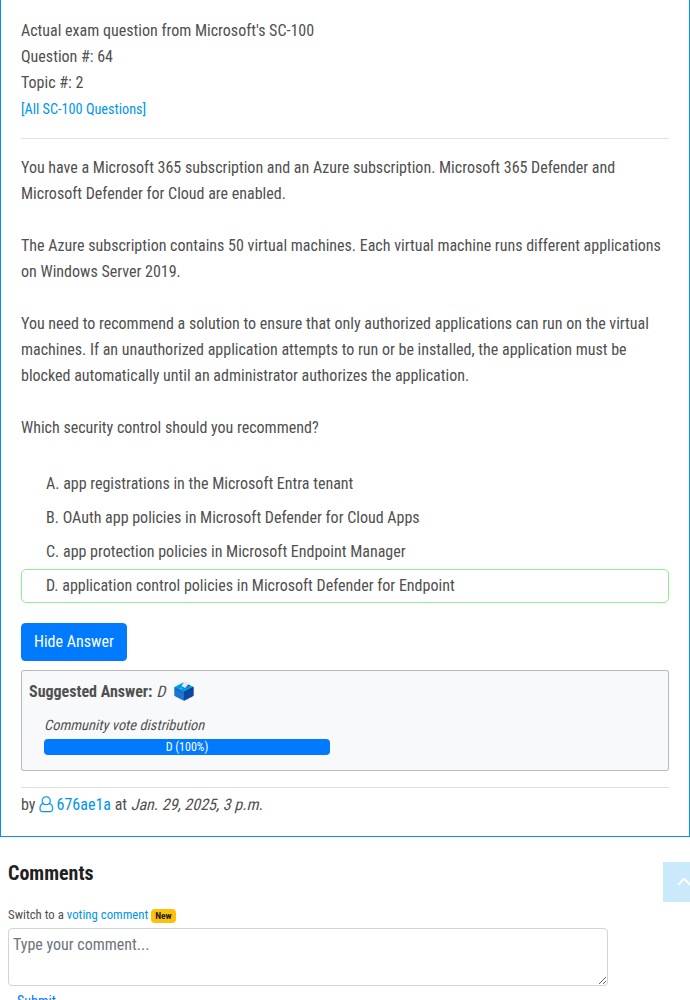 Actual exam question from Microsoft's SC-100
Question #: 64
Topic #: 2
[All SC-100 Questions]
You have a Microsoft 365 subscription and an Azure subscription. Microsoft 365 Defender and
Microsoft Defender for Cloud are enabled.
The Azure subscription contains 50 virtual machines. Each virtual machine runs different applications
on Windows Server 2019.
You need to recommend a solution to ensure that only authorized applications can run on the virtual
machines. If an unauthorized application attempts to run or be installed, the application must be
blocked automatically until an administrator authorizes the application.
Which security control should you recommend?
A. app registrations in the Microsoft Entra tenant
B. OAuth app policies in Microsoft Defender for Cloud Apps
C. app protection policies in Microsoft Endpoint Manager
D. application control policies in Microsoft Defender for Endpoint
Hide Answer
Suggested Answer: D
Community vote distribution
D (100%)
by 676ae1a at Jan. 29, 2025, 3 p.m.
Comments
Switch to a voting comment New
Type your comment...
Submit